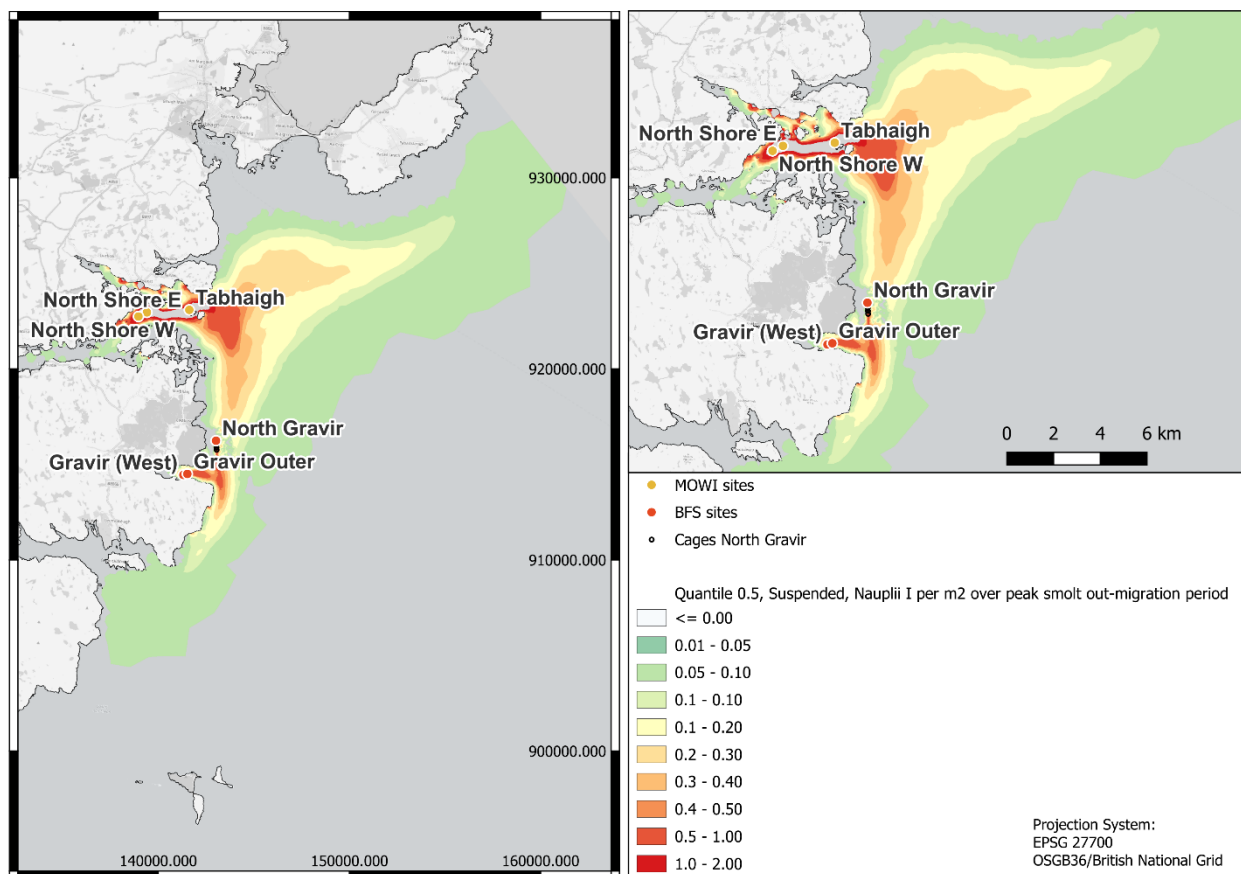 930000.000
North Shore E
Tabhaigh
North Shore W
920000.000
North Gravir
Gravir (West)
Gravir Outer
910000.000
900000.000
140000.000
150000.000
160000.000
North Shore E
Tabhaigh
North Shore W
North Gravir
Gravir (West)
Gravir Outer
0 2 4 6 km
MOWI sites
BFS sites
Cages North Gravir
Quantile 0.5, Suspended, Nauplii I per m2 over peak smolt out-migration period
<= 0.00
0.01 - 0.05
0.05 - 0.10
0.1 - 0.10
0.1 - 0.20
0.2 - 0.30
0.3 - 0.40
0.4 - 0.50
0.5 - 1.00
1.0 - 2.00
Projection System:
EPSG 27700
OSGB36/British National Grid